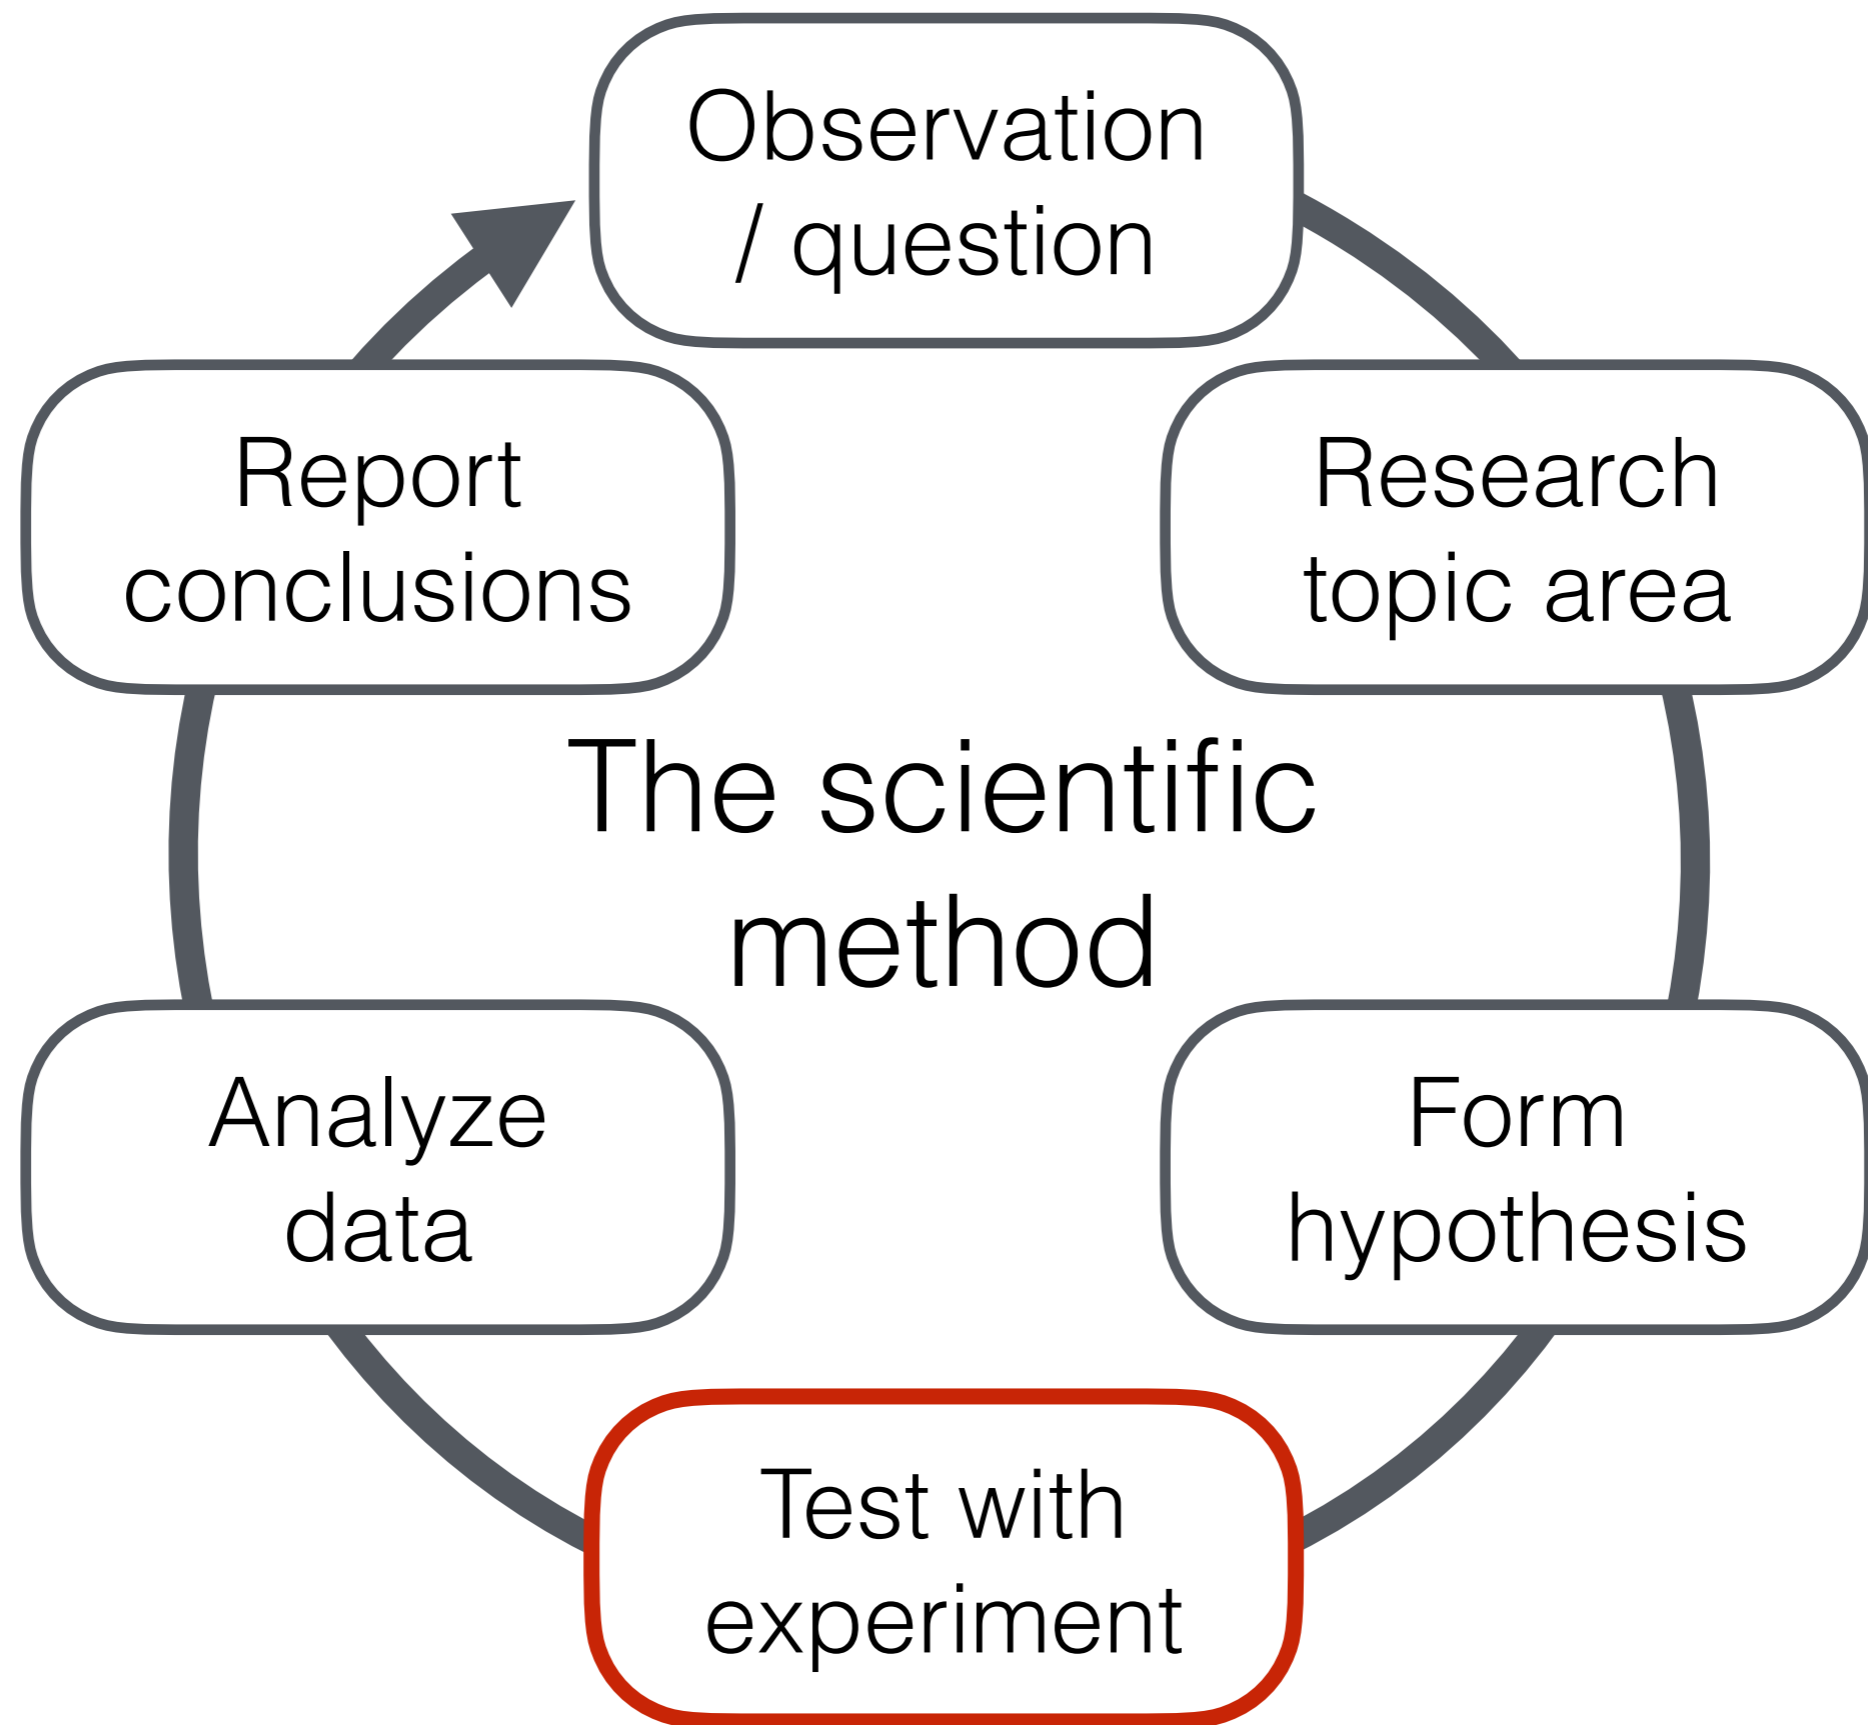 Observation
/ question
Research
topic area
Form
hypothesis
Test with
experiment
Analyze
data
Report
conclusions
The scientific
method